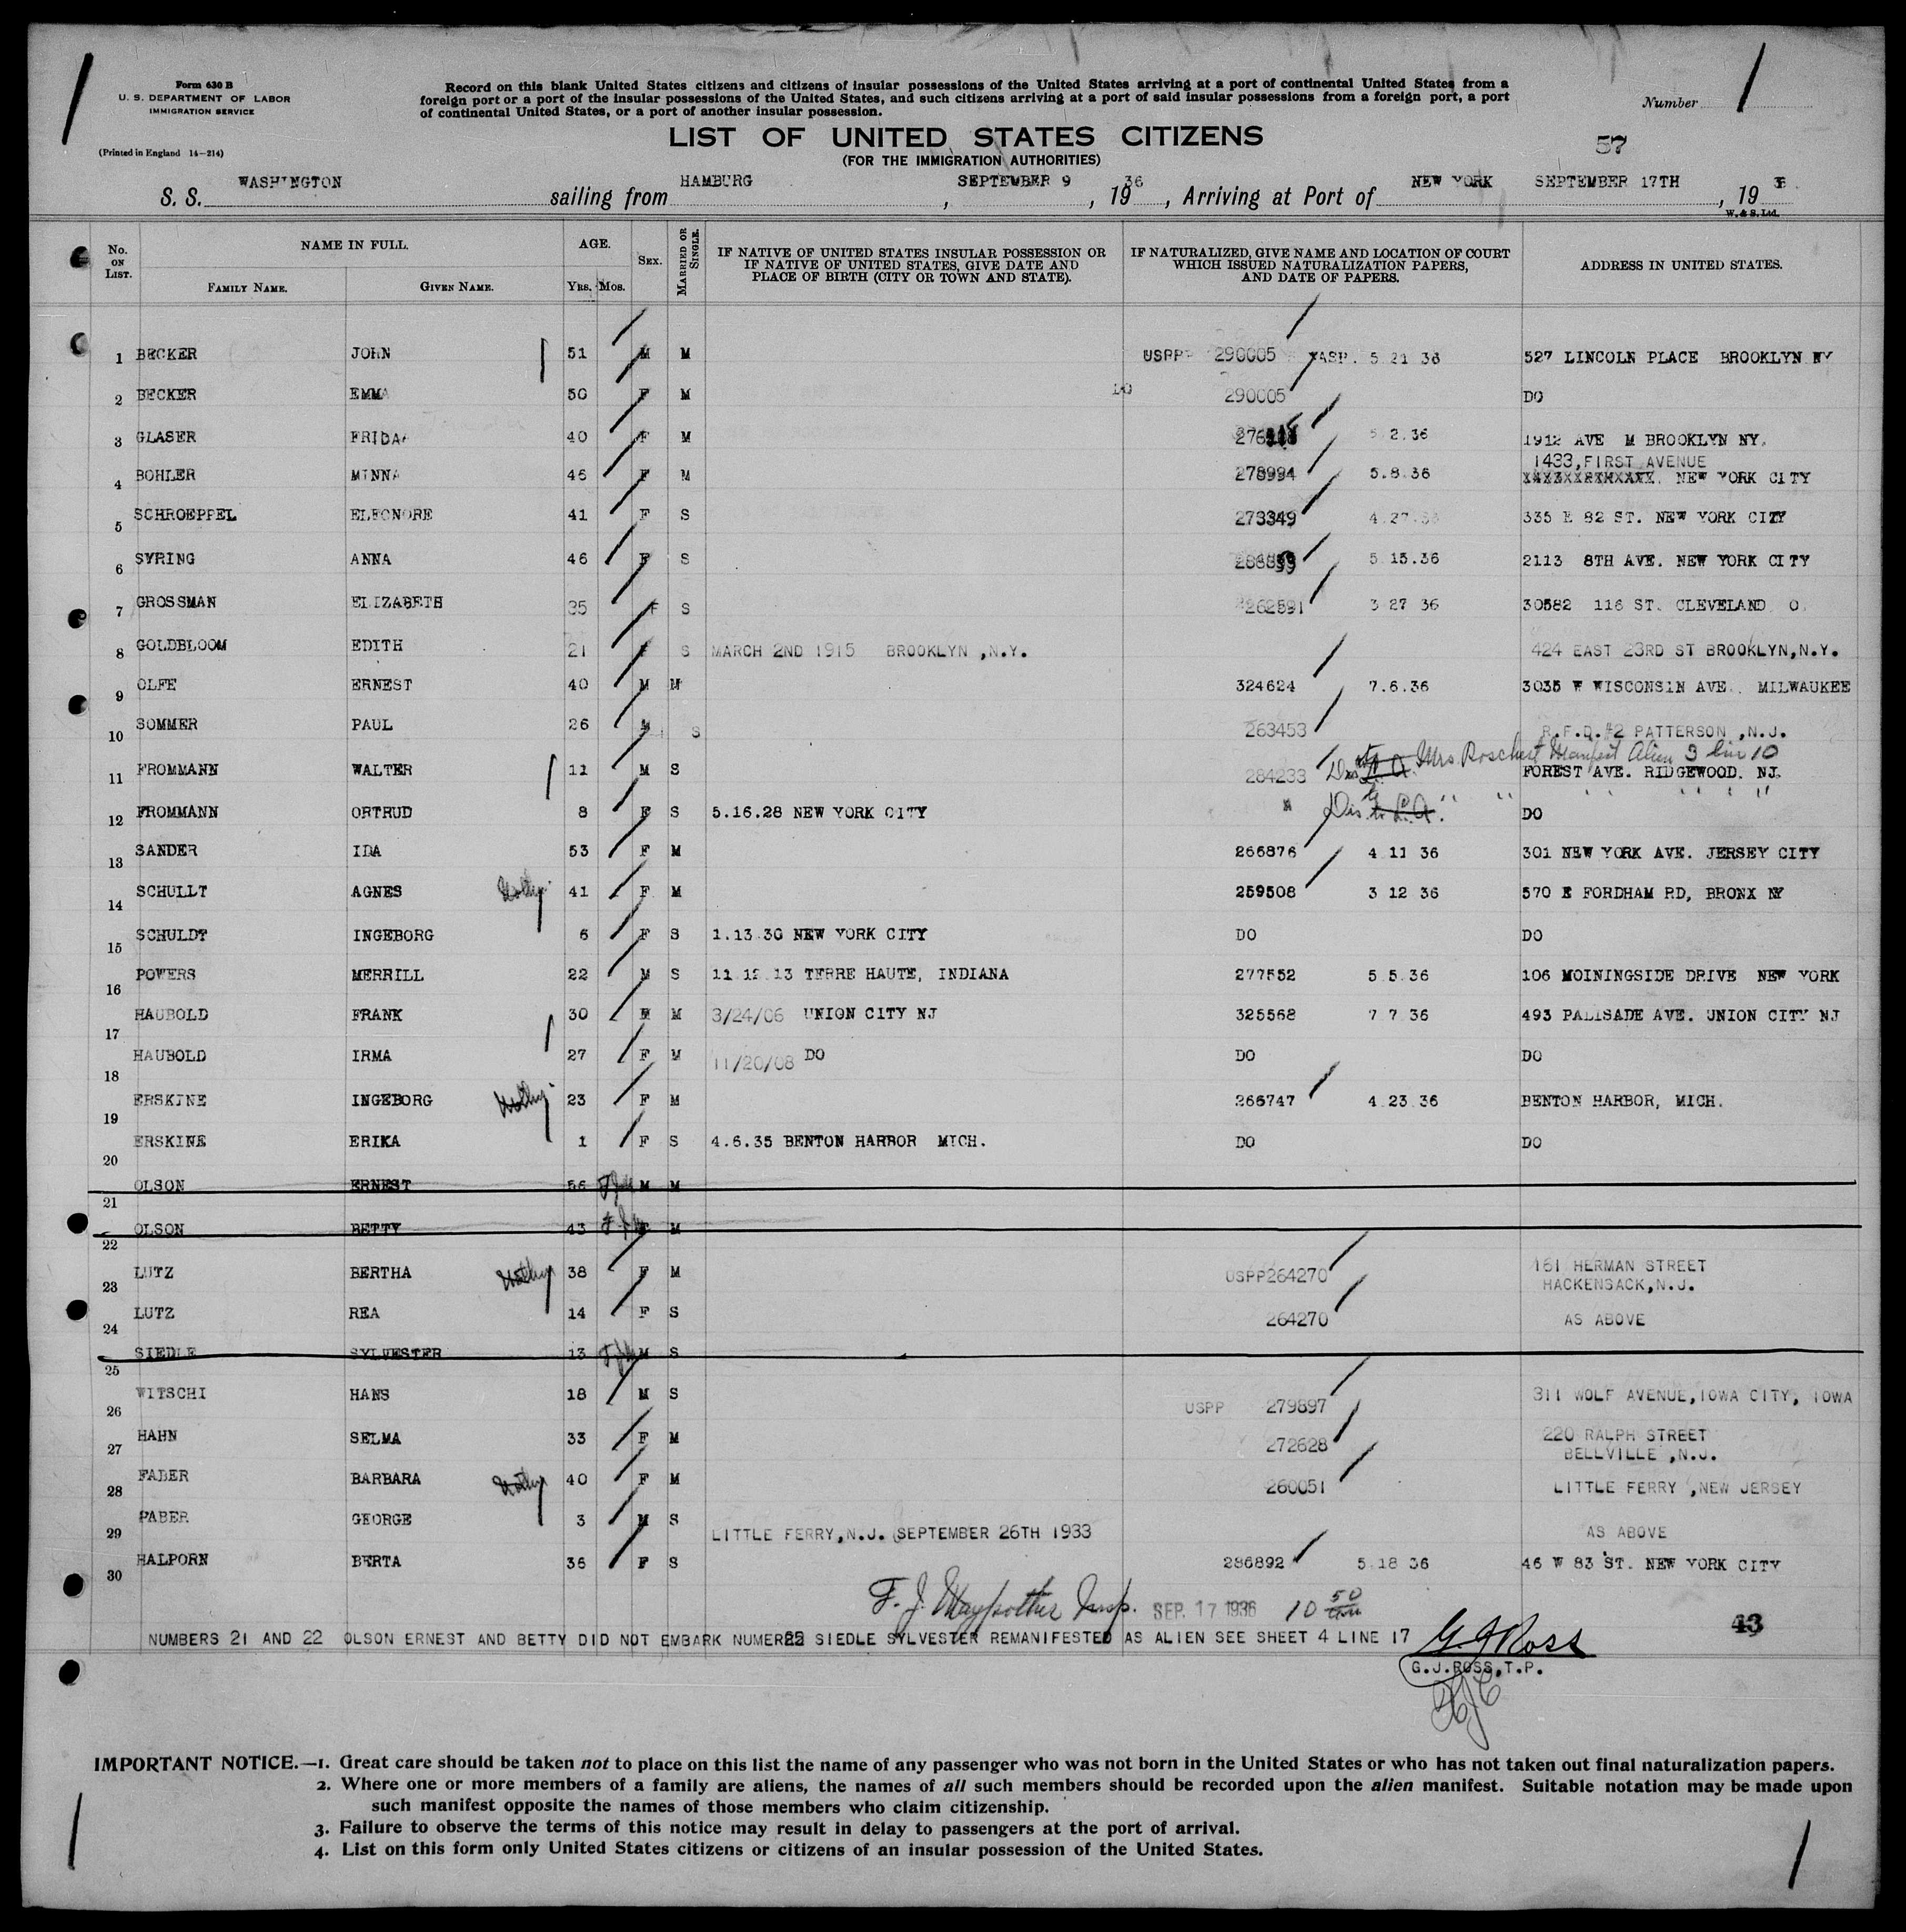 Form 630 B
U. S. DEPARTMENT OF LABOR
IMMIGRATION SERVICE
(Printed in England 14—214)
Record on this blank United States citizens and citizens of insular possessions of the United States arriving at a port of continental United States from a
foreign port or a port of the insular possessions of the United States, and such citizens arriving at a port of said insular possessions from a foreign port, a port
of continental United States, or a port of another insular possession.
Number
LIST OF UNITED STATES CITIZENS
(FOR THE IMMIGRATION AUTHORITIES)
57
S. S. WASHINGTON sailing from HAMBURG, SEPTEMBER 9, 1936, Arriving at Port of NEW YORK SEPTEMBER 17TH, 19
W. & S. Ltd.
No. ON LIST. NAME IN FULL. AGE. SEX. MARRIED OR SINGLE. IF NATIVE OF UNITED STATES INSULAR POSSESSION OR IF NATIVE OF UNITED STATES, GIVE DATE AND PLACE OF BIRTH (CITY OR TOWN AND STATE). IF NATURALIZED, GIVE NAME AND LOCATION OF COURT WHICH ISSUED NATURALIZATION PAPERS, AND DATE OF PAPERS. ADDRESS IN UNITED STATES.
FAMILY NAME. GIVEN NAME. YRS. MOS.
1 BECKER JOHN 51 M M USPP 290005 WASP. 5 21 36 527 LINCOLN PLACE BROOKLYN NY
2 BECKER EMMA 50 F M DO 290005 DO
3 GLASER FRIDA 40 F M 5.2.36 1912 AVE M BROOKLYN NY.
1433, FIRST AVENUE
4 BOHLER MINNA 46 F M 278994 5.8.36 NEW YORK CITY
5 SCHROEPPEL ELEONORE 41 F S 273349 4.27.36 335 E 82 ST. NEW YORK CITY
6 SYRING ANNA 46 F S 5.15.36 2113 8TH AVE. NEW YORK CITY
7 GROSSMAN ELIZABETH 35 F S 262591 3 27 36 30582 116 ST. CLEVELAND O.
8 GOLDBLOOM EDITH 21 F S MARCH 2ND 1915 BROOKLYN ,N.Y. 424 EAST 23RD ST BROOKLYN,N.Y.
9 OLFE ERNEST 40 M M 324624 7.6.36 3035 W WISCONSIN AVE. MILWAUKEE
10 SOMMER PAUL 26 M S 263453 R.F.D.#2 PATTERSON ,N.J.
Mrs. Roschert Manifest Alien 3 line 10
11 FROMMANN WALTER 11 M S 284233 FOREST AVE. RIDGEWOOD. NJ.
12 FROMMANN ORTRUD 8 F S 5.16.28 NEW YORK CITY " Dis. to " " DO
13 SANDER IDA 53 F M 266876 4 11 36 301 NEW YORK AVE. JERSEY CITY
14 SCHULLT AGNES 41 F M 259508 3 12 36 570 E FORDHAM RD, BRONX NY
15 SCHULDT INGEBORG 6 F S 1.13.30 NEW YORK CITY DO DO
16 POWERS MERRILL 22 M S 11.12.13 TERRE HAUTE, INDIANA 277552 5 5.36 106 MOININGSIDE DRIVE NEW YORK
17 HAUBOLD FRANK 30 M M 3/24/06 UNION CITY NJ 325568 7 7 36 493 PALISADE AVE. UNION CITY NJ
18 HAUBOLD IRMA 27 F M 11/20/08 DO DO DO
19 ERSKINE INGEBORG 23 F M 266747 4.23.36 BENTON HARBOR, MICH.
20 ERSKINE ERIKA 1 F S 4.6.35 BENTON HARBOR MICH. DO DO
21 OLSON ERNEST 56 M M
22 OLSON BETTY 43 F M
23 LUTZ BERTHA 38 F M USPP264270 161 HERMAN STREET
HACKENSACK,N.J.
24 LUTZ REA 14 F S 264270 AS ABOVE
25 SIEDLE SYLVESTER 13 M S
26 WITSCHI HANS 18 M S USPP 279897 311 WOLF AVENUE,IOWA CITY, IOWA
27 HAHN SELMA 33 F M 272628 220 RALPH STREET
BELLVILLE ,N.J.
28 FABER BARBARA 40 F M 260051 LITTLE FERRY ,NEW JERSEY
29 FABER GEORGE 3 M S LITTLE FERRY,N.J. SEPTEMBER 26TH 1933 AS ABOVE
30 HALPORN BERTA 36 F S 286892 5.18 36 46 W 83 ST. NEW YORK CITY
F. J. Maypother Insp. SEP. 17 1936 10 50 am
43
NUMBERS 21 AND 22 OLSON ERNEST AND BETTY DID NOT EMBARK NUMER 25 SIEDLE SYLVESTER REMANIFESTED AS ALIEN SEE SHEET 4 LINE 17
G J Ross
G.J.ROSS,T.P.
IMPORTANT NOTICE.—1. Great care should be taken not to place on this list the name of any passenger who was not born in the United States or who has not taken out final naturalization papers.
2. Where one or more members of a family are aliens, the names of all such members should be recorded upon the alien manifest. Suitable notation may be made upon
such manifest opposite the names of those members who claim citizenship.
3. Failure to observe the terms of this notice may result in delay to passengers at the port of arrival.
4. List on this form only United States citizens or citizens of an insular possession of the United States.